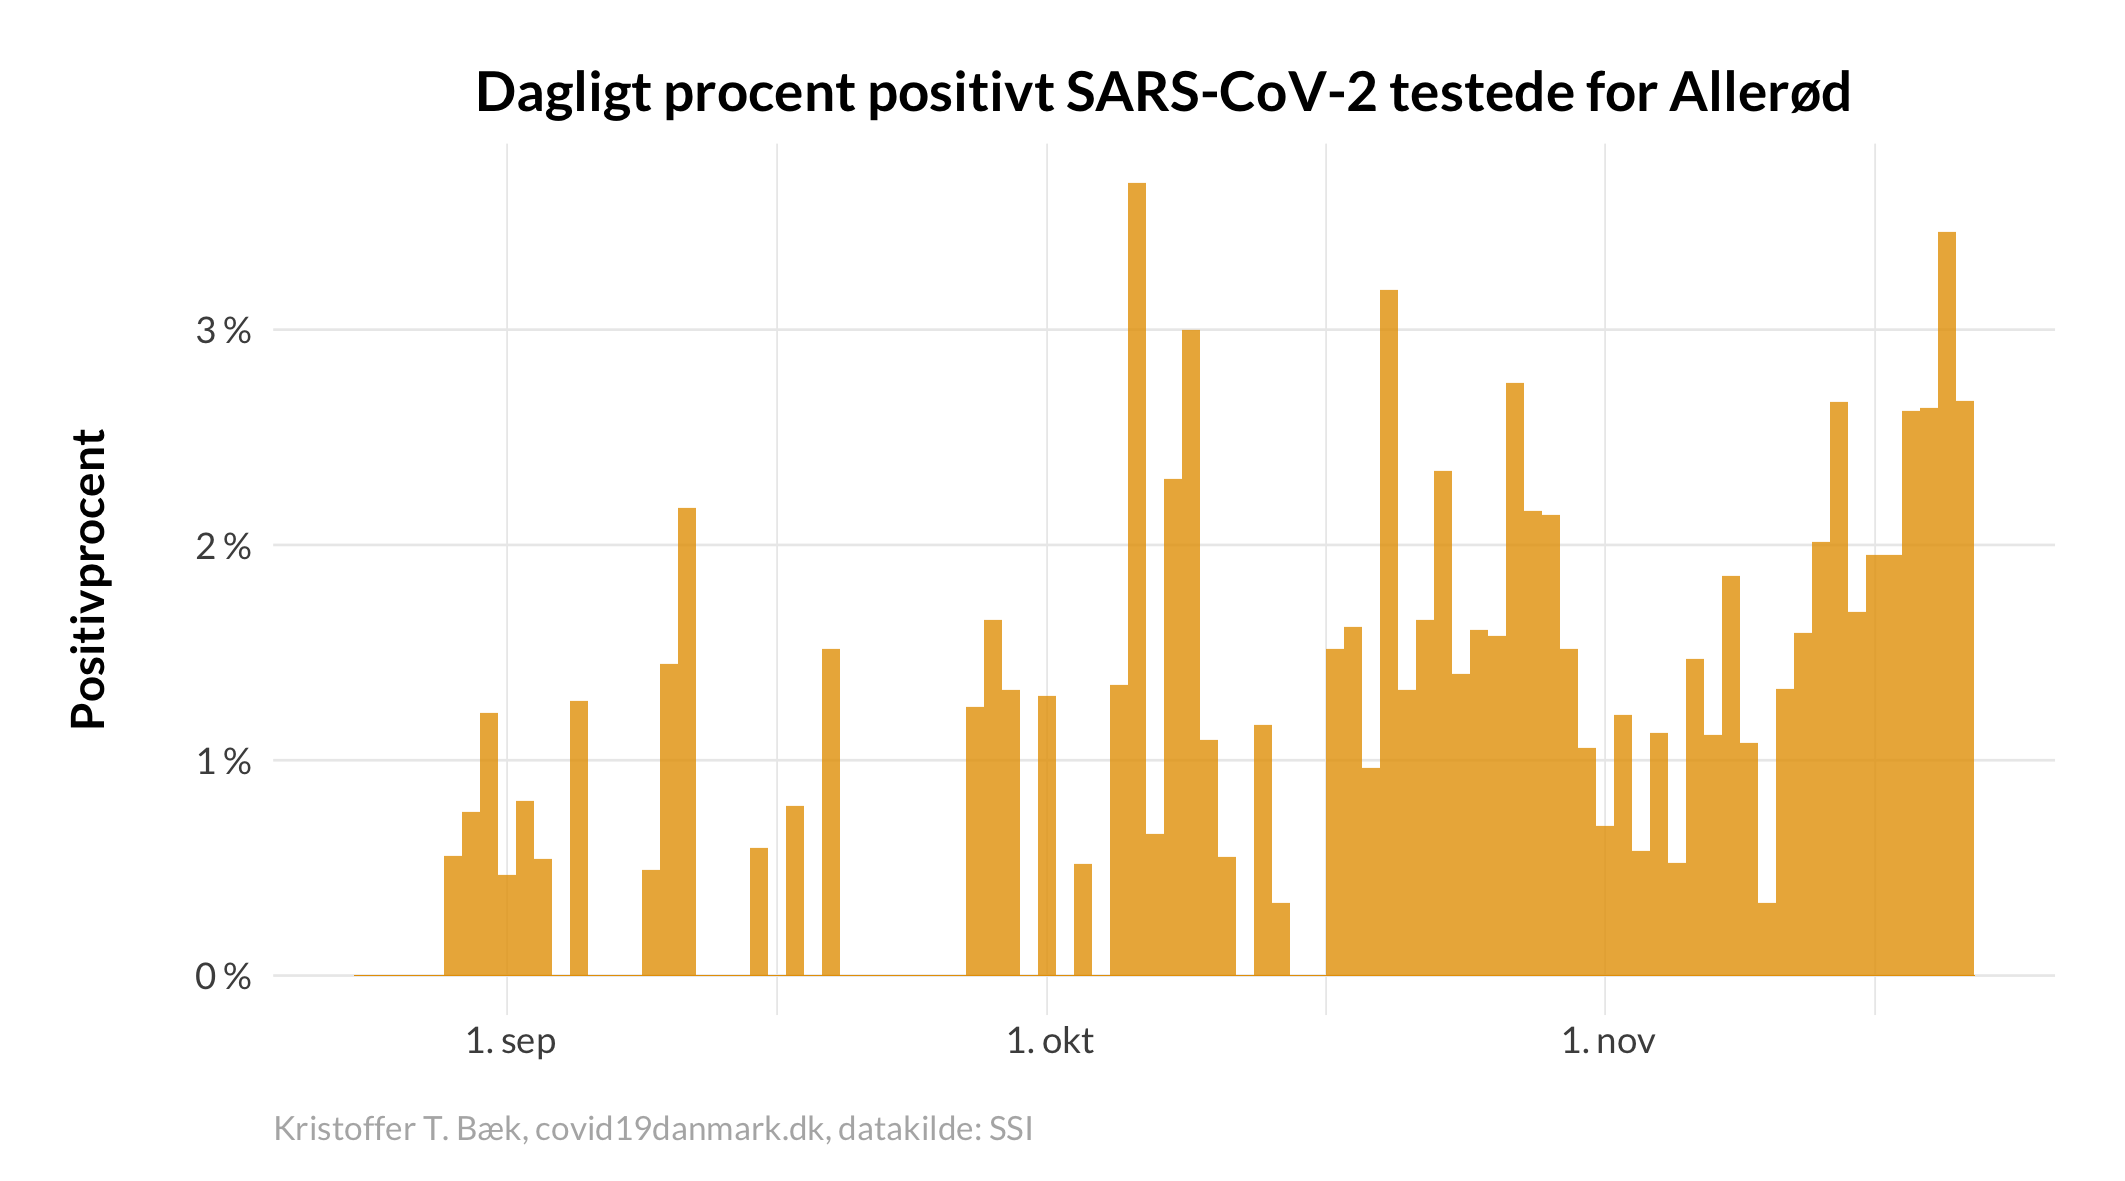 Dagligt procent positivt SARS-CoV-2 testede for Allerød
Positivprocent
3 %
2 %
1 %
0 %
1. sep
1. okt
1. nov
Kristoffer T. Bæk, covid19danmark.dk, datakilde: SSI